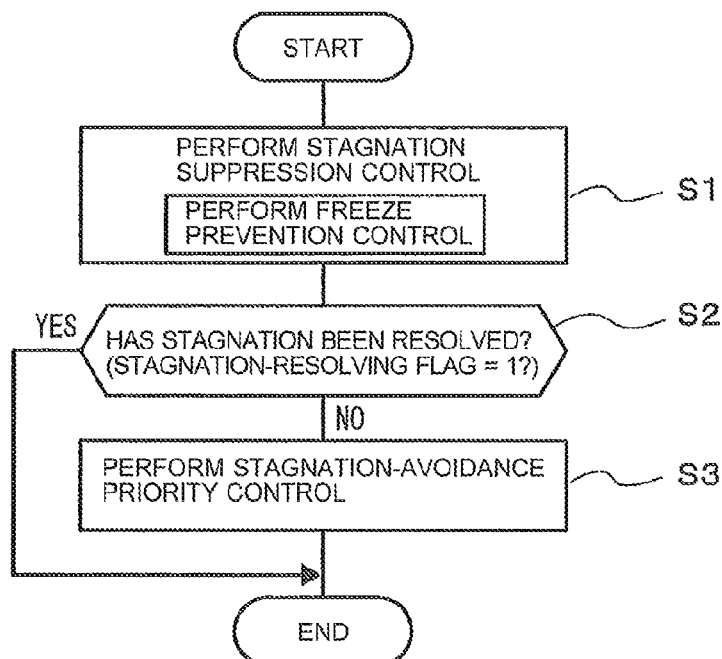 START
PERFORM STAGNATION
SUPPRESSION CONTROL
PERFORM FREEZE
PREVENTION CONTROL
S1
YES
HAS STAGNATION BEEN RESOLVED?
(STAGNATION-RESOLVING FLAG = 1?)
S2
NO
PERFORM STAGNATION-AVOIDANCE
PRIORITY CONTROL
S3
END